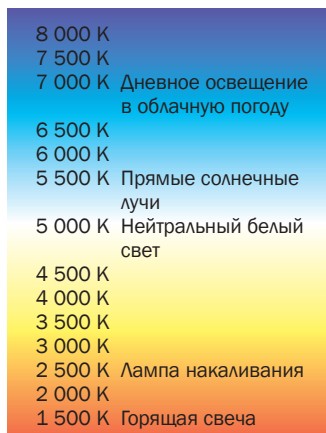 8 000 K
7 500 K
7 000 K Дневное освещение
в облачную погоду
6 500 K
6 000 K
5 500 K Прямые солнечные
лучи
5 000 K Нейтральный белый
свет
4 500 K
4 000 K
3 500 K
3 000 K
2 500 K Лампа накаливания
2 000 K
1 500 K Горящая свеча